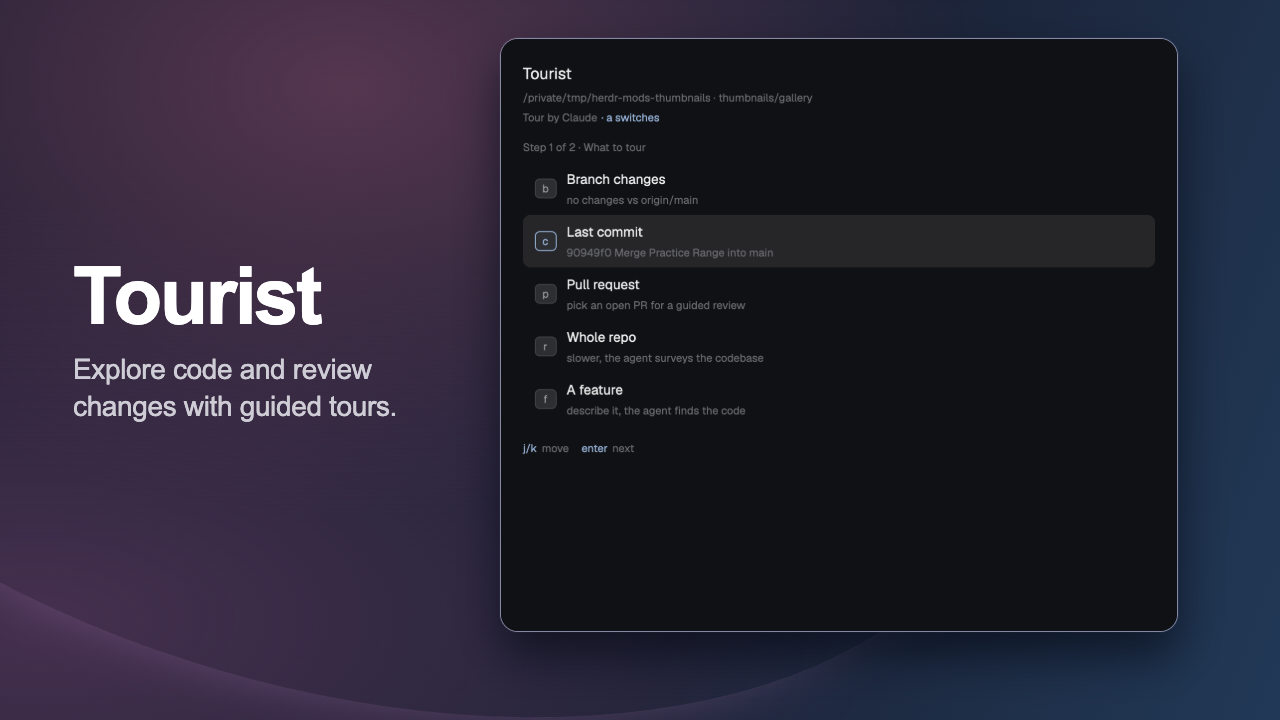 Tourist
Explore code and review
changes with guided tours.
Tourist
/private/tmp/herdr-mods-thumbnails · thumbnails/gallery
Tour by Claude · a switches
Step 1 of 2 · What to tour
b
Branch changes
no changes vs origin/main
c
Last commit
90949f0 Merge Practice Range into main
p
Pull request
pick an open PR for a guided review
r
Whole repo
slower, the agent surveys the codebase
f
A feature
describe it, the agent finds the code
j/k move enter next